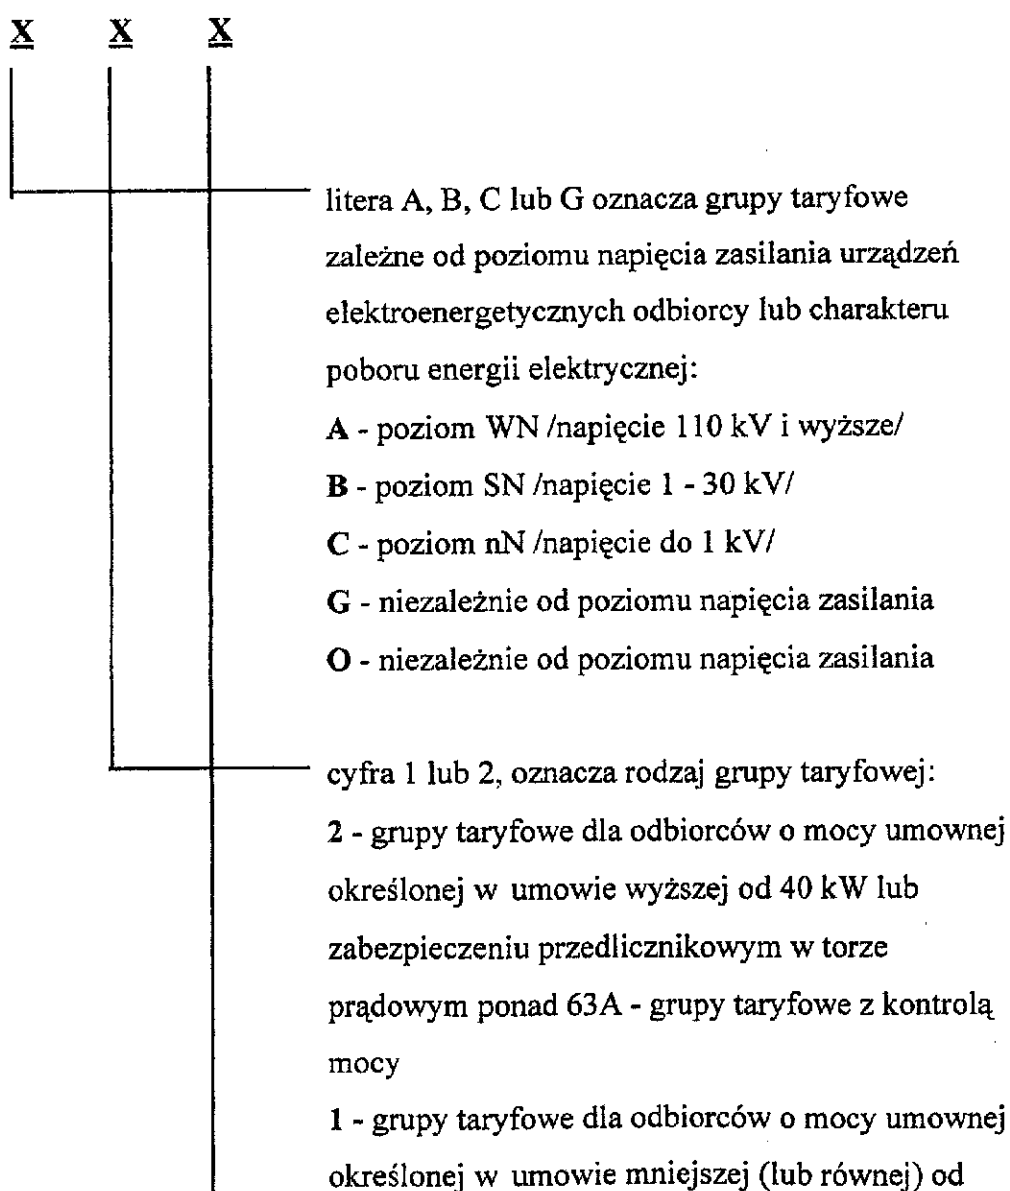 X X X
litera A, B, C lub G oznacza grupy taryfowe
zależne od poziomu napięcia zasilania urządzeń
elektroenergetycznych odbiorcy lub charakteru
poboru energii elektrycznej:
A - poziom WN /napięcie 110 kV i wyższe/
B - poziom SN /napięcie 1 - 30 kV/
C - poziom nN /napięcie do 1 kV/
G - niezależnie od poziomu napięcia zasilania
O - niezależnie od poziomu napięcia zasilania
cyfra 1 lub 2, oznacza rodzaj grupy taryfowej:
2 - grupy taryfowe dla odbiorców o mocy umownej
określonej w umowie wyższej od 40 kW lub
zabezpieczeniu przedlicznikowym w torze
prądowym ponad 63A - grupy taryfowe z kontrolą
mocy
1 - grupy taryfowe dla odbiorców o mocy umownej
określonej w umowie mniejszej (lub równej) od